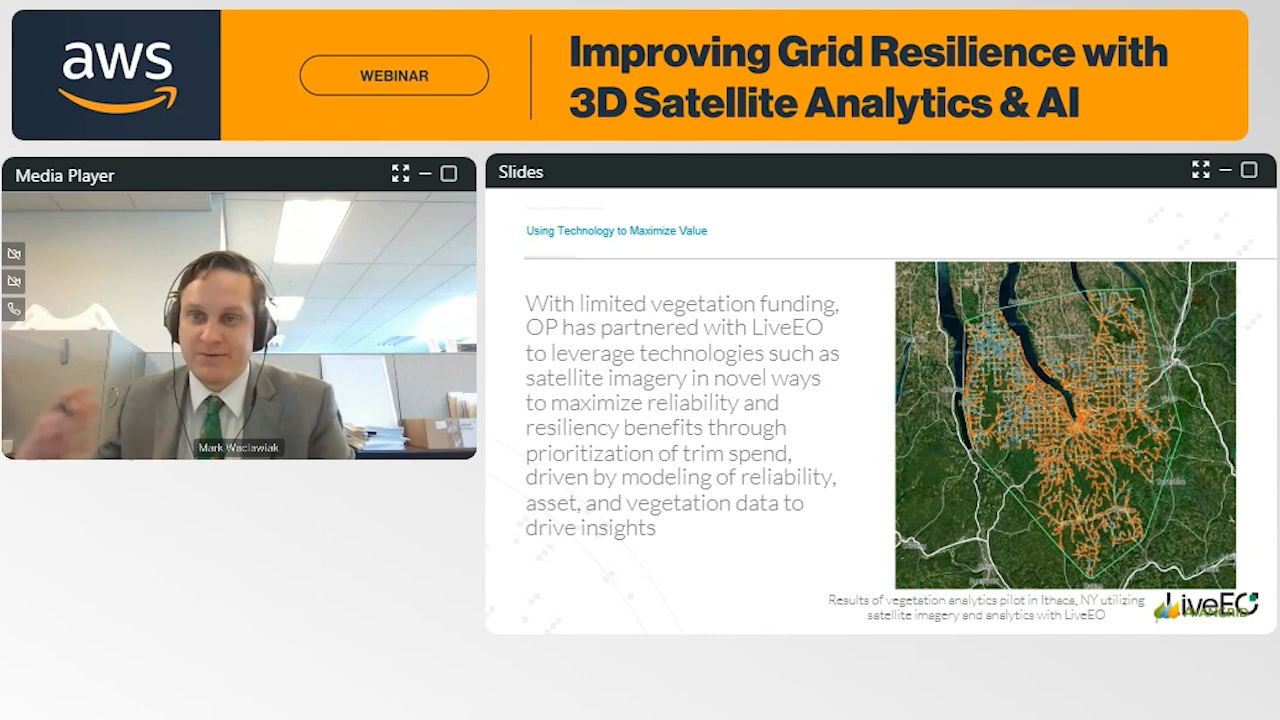 aws
WEBINAR
Improving Grid Resilience with
3D Satellite Analytics & AI
Media Player
Mark Waclawiak
Slides
Using Technology to Maximize Value
With limited vegetation funding,
OP has partnered with LiveEO
to leverage technologies such as
satellite imagery in novel ways
to maximize reliability and
resiliency benefits through
prioritization of trim spend,
driven by modeling of reliability,
asset, and vegetation data to
drive insights
Results of vegetation analytics pilot in Ithaca, NY utilizing
satellite imagery and analytics with LiveEO
LiveEO
AVANGRID